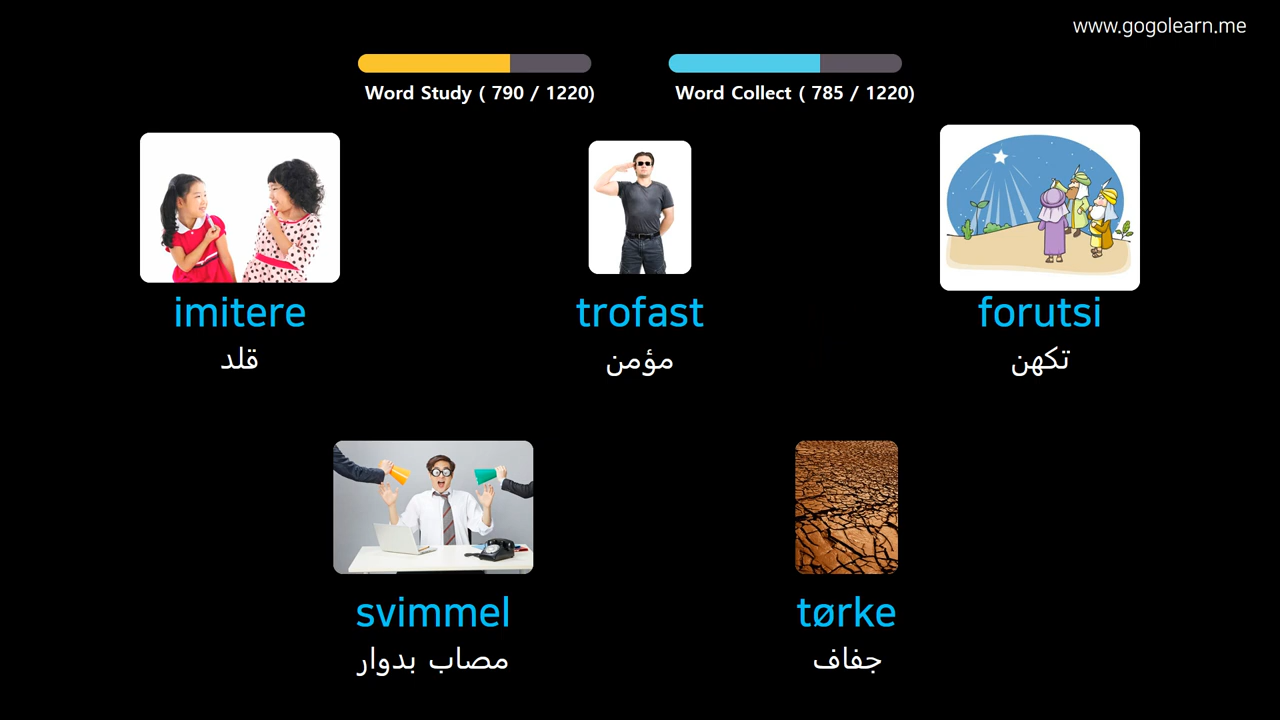 www.gogolearn.me
Word Study ( 790 / 1220)
Word Collect ( 785 / 1220)
imitere
trofast
forutsi
قلد
مؤمن
تكهن
svimmel
tørke
مصاب بدوار
جفاف